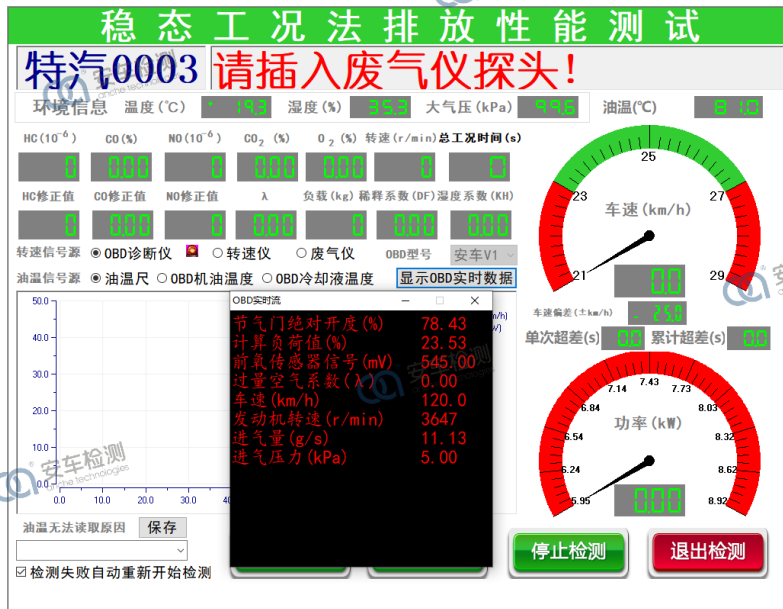 稳态工况法排放性能测试
特汽0003 请插入废气仪探头!
环境信息 温度(℃) 19.3 湿度(%) 35.3 大气压(kPa) 99.6 油温(℃) 81.0
HC(10⁻⁶) CO(%) NO(10⁻⁶) CO₂ (%) O₂ (%) 转速(r/min) 总工况时间(s)
0 0.00 0 0.00 0.00 0 0
HC修正值 CO修正值 NO修正值 λ 负载(kg) 稀释系数(DF) 湿度系数(KH)
0 0.00 0 0.00 0 0.00 0.00
转速信号源 OBD诊断仪 转速仪 废气仪 OBD型号 安车V1
油温信号源 油温尺 OBD机油温度 OBD冷却液温度 显示OBD实时数据
21 23 25 27 29
车速(km/h)
0.0
车速偏差(±km/h) - 25.0
单次超差(s) 0.0 累计超差(s) 0.0
50.0
40.0
30.0
20.0
10.0
0.0
0.0 10.0 20.0 30.0
OBD实时流
节气门绝对开度(%) 78.43
计算负荷值(%) 23.53
前氧传感器信号(mV) 545.00
过量空气系数(λ) 0.00
车速(km/h) 120.0
发动机转速(r/min) 3647
进气量(g/s) 11.13
进气压力(kPa) 5.00
5.95 6.24 6.54 6.84 7.14 7.43 7.73 8.03 8.32 8.62 8.92
功率(kW)
0.00
油温无法读取原因 保存
检测失败自动重新开始检测
停止检测 退出检测
安车检测
anche technologies